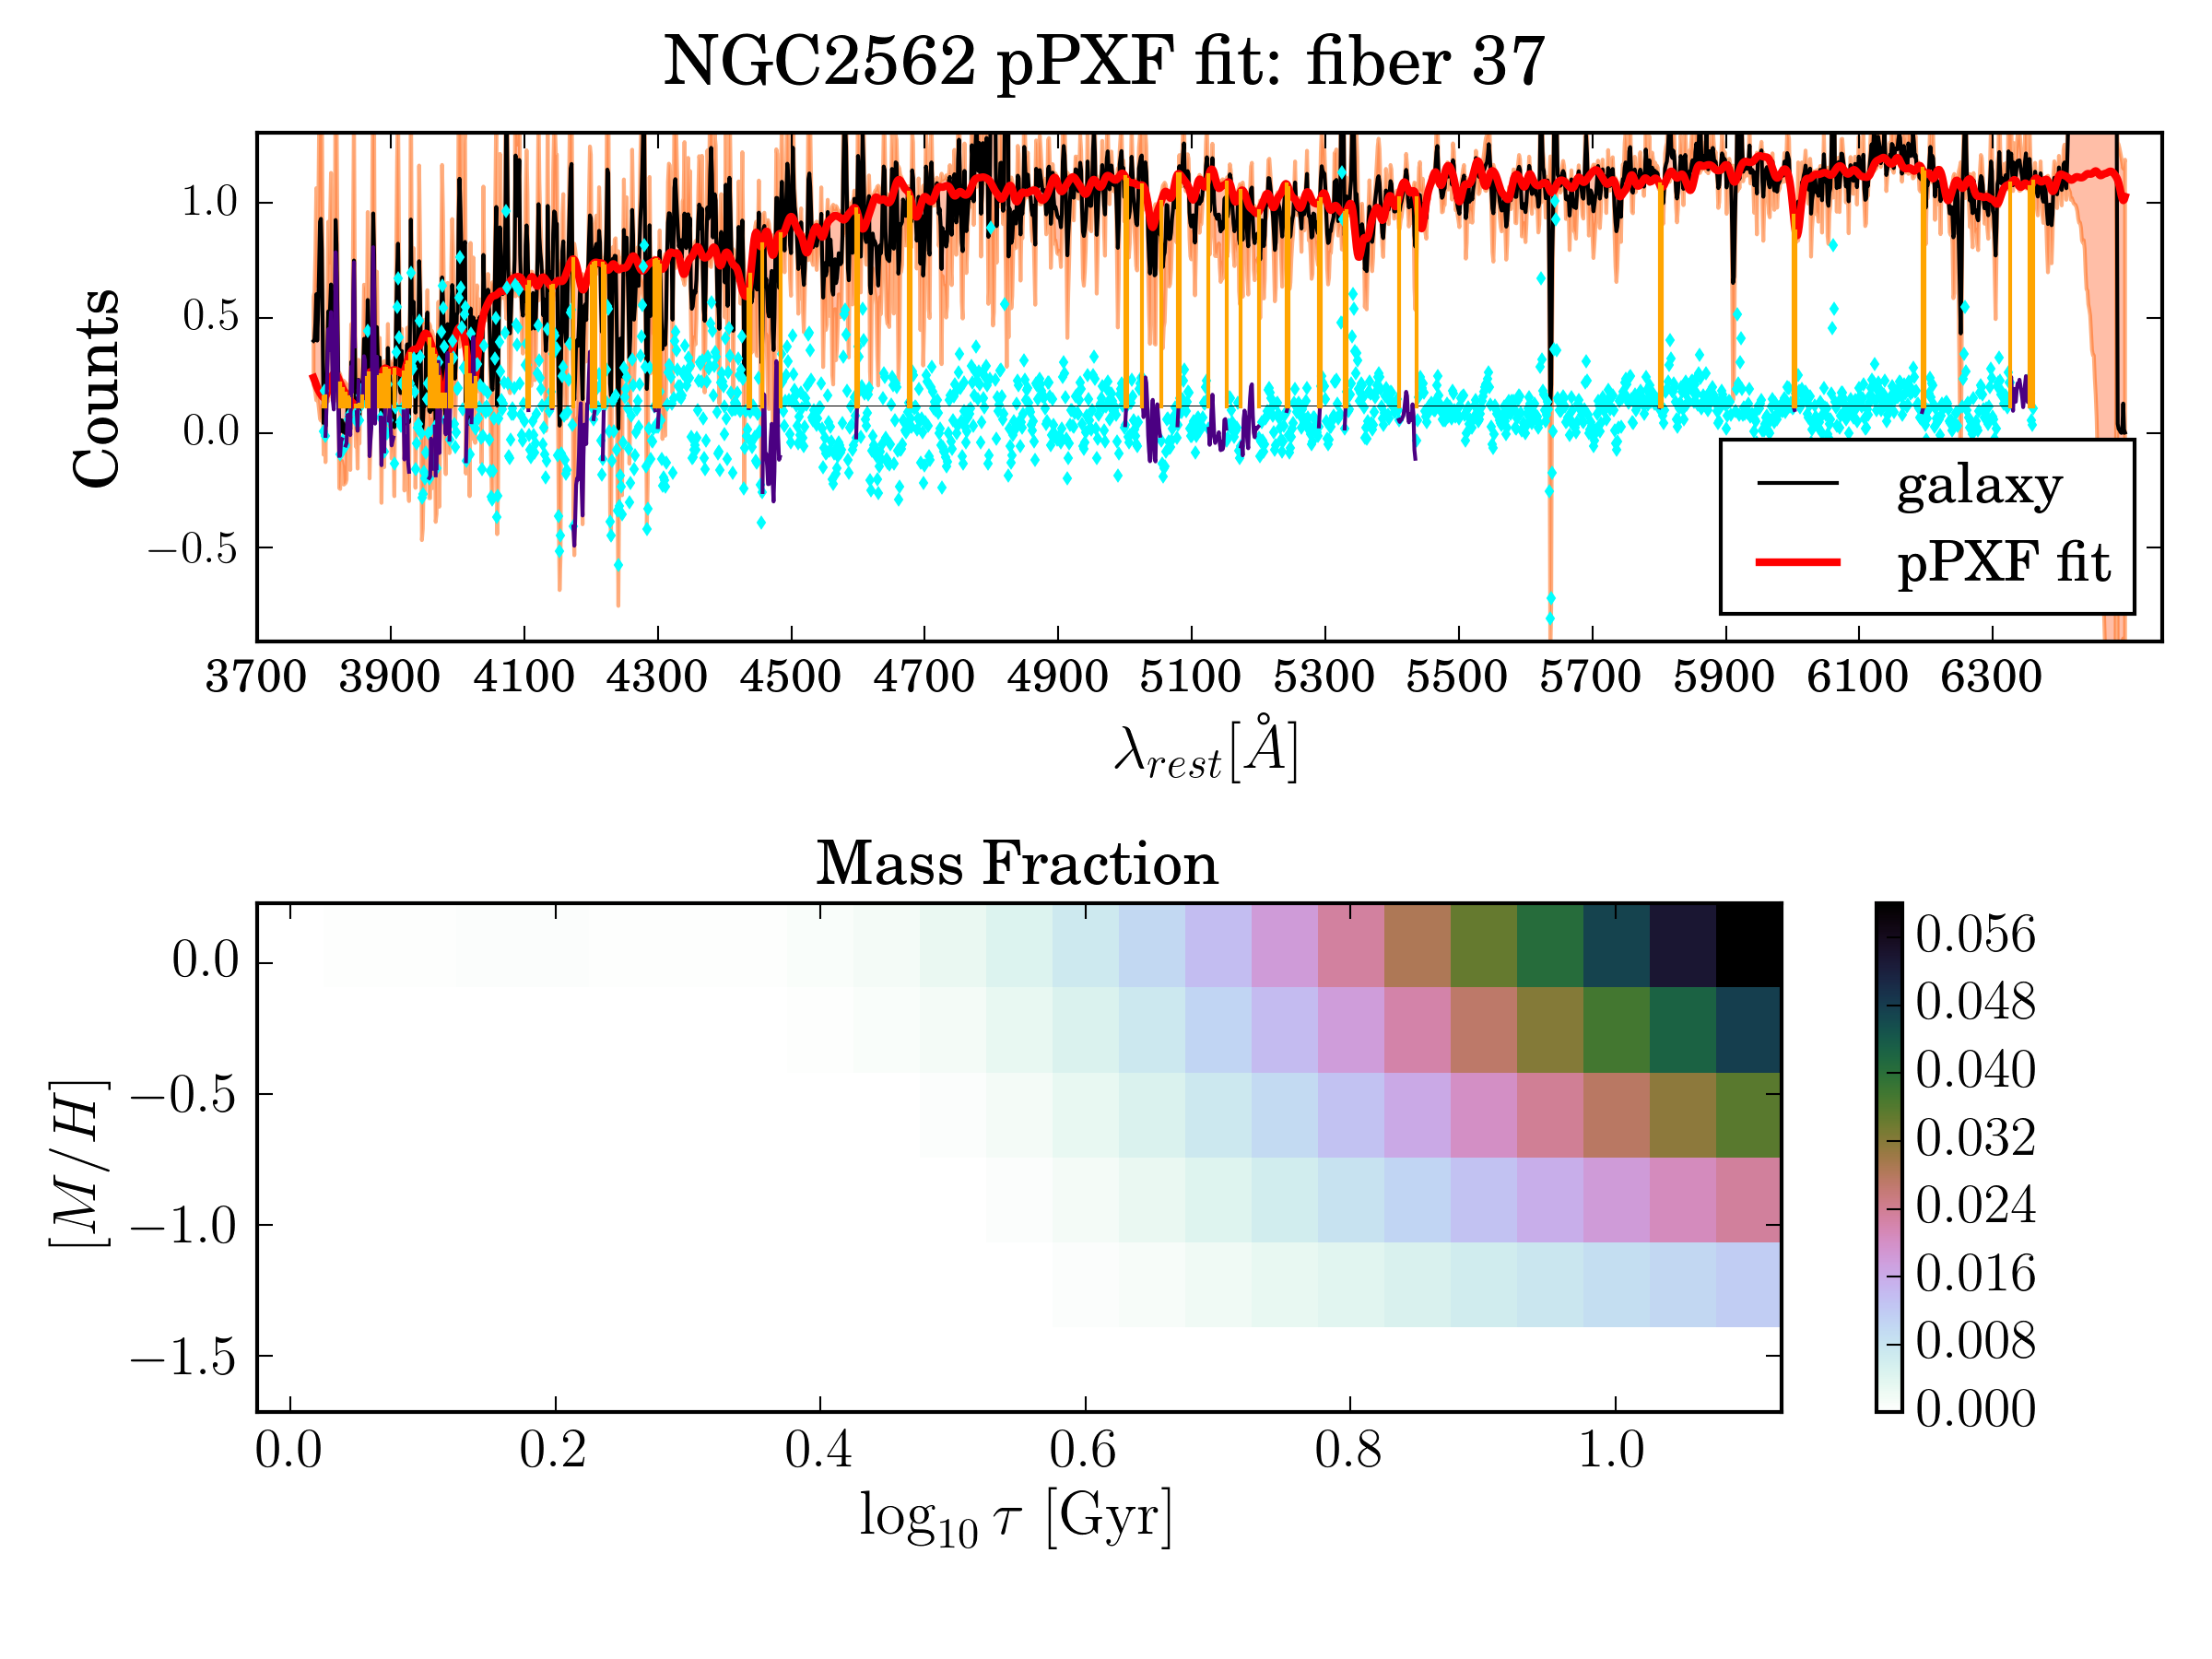 NGC2562 pPXF fit: fiber 37
1.0
0.5
0.0
−0.5
Counts
galaxy
pPXF fit
3700 3900 4100 4300 4500 4700 4900 5100 5300 5500 5700 5900 6100 6300
λrest[Å]
Mass Fraction
0.0
−0.5
−1.0
−1.5
[M/H]
0.0 0.2 0.4 0.6 0.8 1.0
log10 τ [Gyr]
0.056
0.048
0.040
0.032
0.024
0.016
0.008
0.000